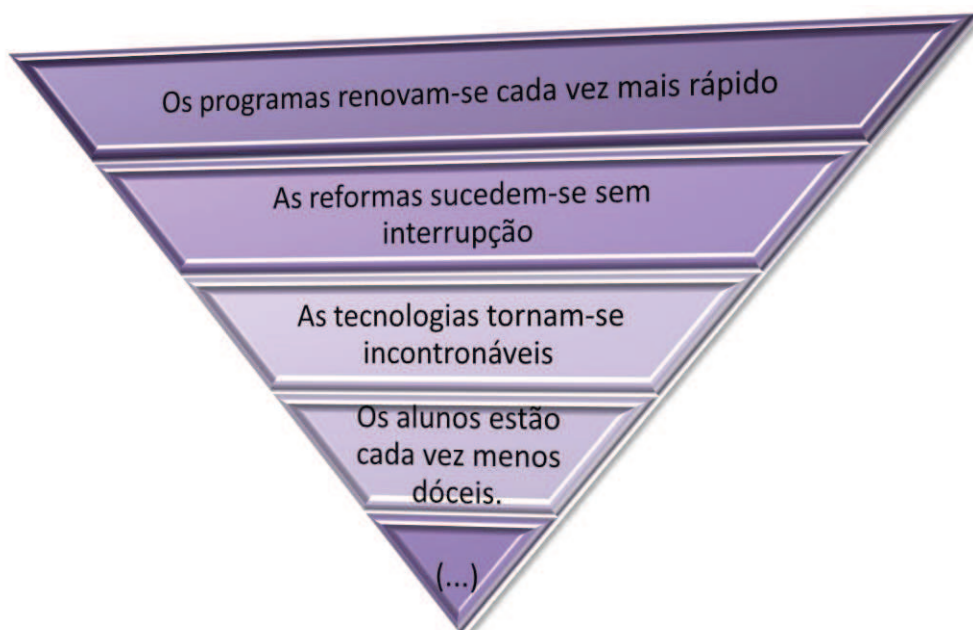 Os programas renovam-se cada vez mais rápido
As reformas sucedem-se sem
interrupção
As tecnologias tornam-se
incontronáveis
Os alunos estão
cada vez menos
dóceis.
(...)